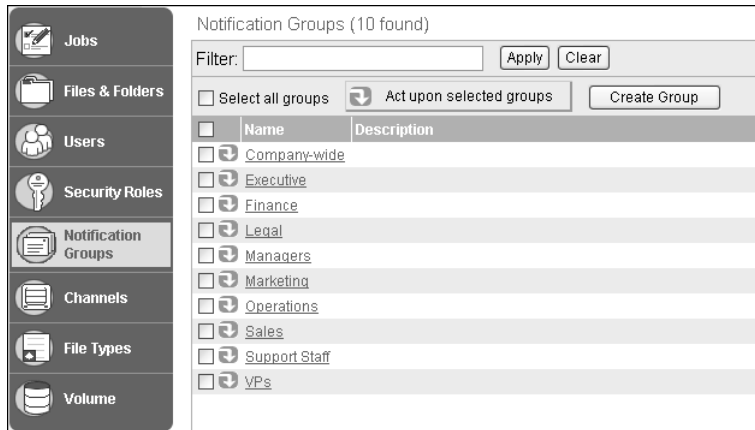 Jobs
Files & Folders
Users
Security Roles
Notification
Groups
Channels
File Types
Volume
Notification Groups (10 found)
Filter: Apply Clear
Select all groups Act upon selected groups Create Group
Name Description
Company-wide
Executive
Finance
Legal
Managers
Marketing
Operations
Sales
Support Staff
VPs